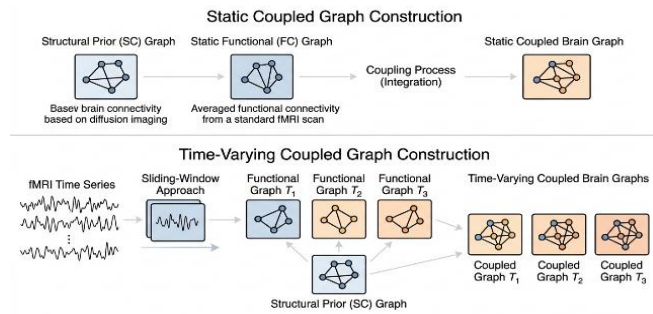 Static Coupled Graph Construction
Structural Prior (SC) Graph
Static Functional (FC) Graph
Static Coupled Brain Graph
Coupling Process
(Integration)
Basev brain connectivity
based on diffusion imaging
Averaged functional connectivity
from a standard fMRI scan
Time-Varying Coupled Graph Construction
fMRI Time Series
Sliding-Window
Approach
Functional
Graph T₁
Functional
Graph T₂
Functional
Graph T₃
Time-Varying Coupled Brain Graphs
Coupled
Graph T₁
Coupled
Graph T₂
Coupled
Graph T₃
Structural Prior (SC) Graph